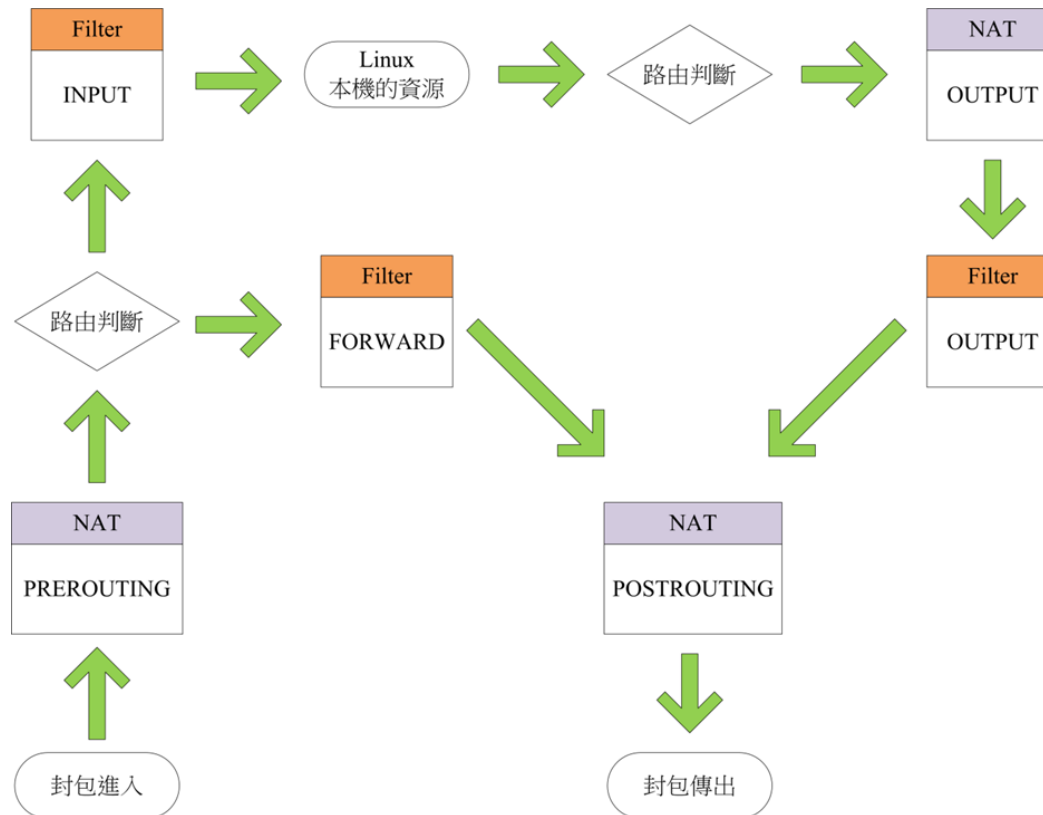 Filter
INPUT
Linux
本機的資源
路由判斷
NAT
OUTPUT
路由判斷
Filter
FORWARD
Filter
OUTPUT
NAT
PREROUTING
NAT
POSTROUTING
封包進入
封包傳出